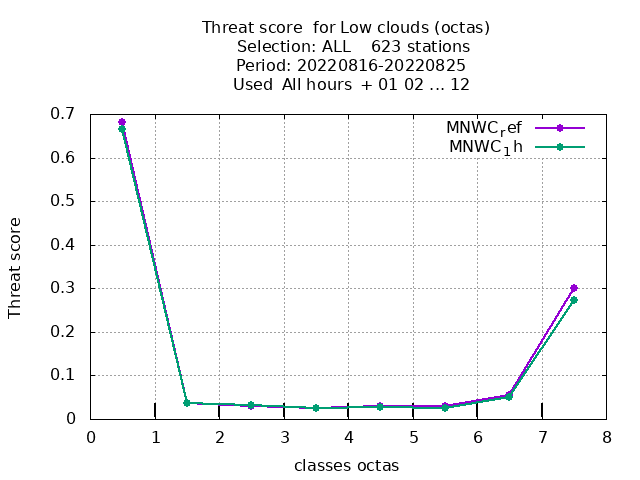 Threat score  for Low clouds (octas)
Selection: ALL    623 stations
Period: 20220816-20220825
Used  All hours  + 01 02 ... 12
0.7
0.6
0.5
0.4
0.3
0.2
0.1
0
Threat score
MNWCref
MNWC1h
0 1 2 3 4 5 6 7 8
classes octas